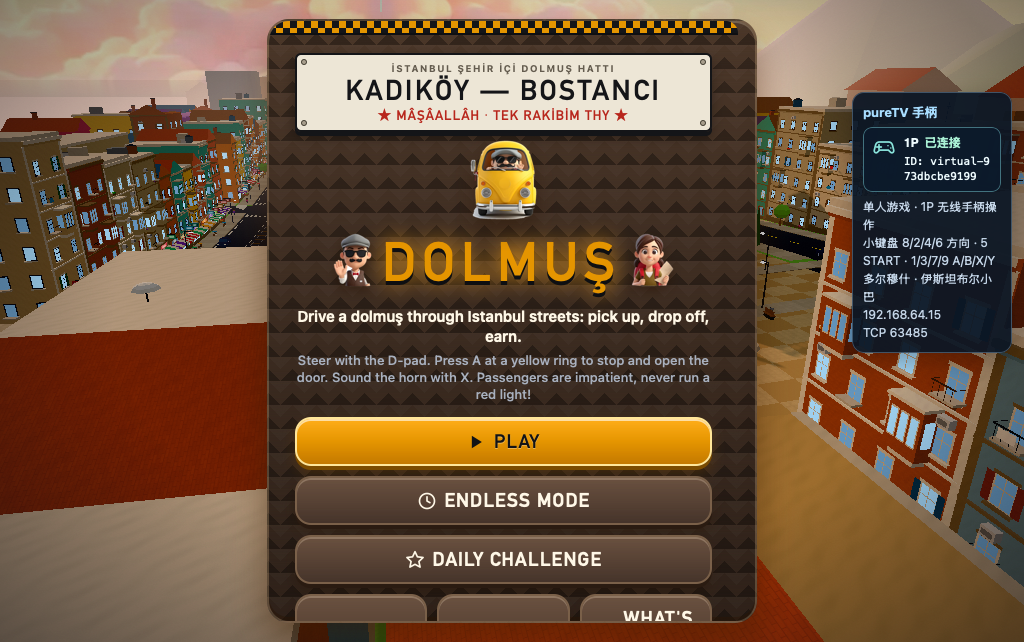 İSTANBUL ŞEHİR İÇİ DOLMUŞ HATTI
KADIKÖY — BOSTANCI
★ MÂŞÂALLÂH · TEK RAKİBİM THY ★
DOLMUŞ
Drive a dolmuş through Istanbul streets: pick up, drop off,
earn.
Steer with the D-pad. Press A at a yellow ring to stop and open the
door. Sound the horn with X. Passengers are impatient, never run a
red light!
PLAY
ENDLESS MODE
DAILY CHALLENGE
WHAT'S
pureTV 手柄
1P 已连接
ID: virtual-9
73dbcbe9199
单人游戏 · 1P 无线手柄操
作
小键盘 8/2/4/6 方向 · 5
START · 1/3/7/9 A/B/X/Y
多尔穆什 · 伊斯坦布尔小
巴
192.168.64.15
TCP 63485